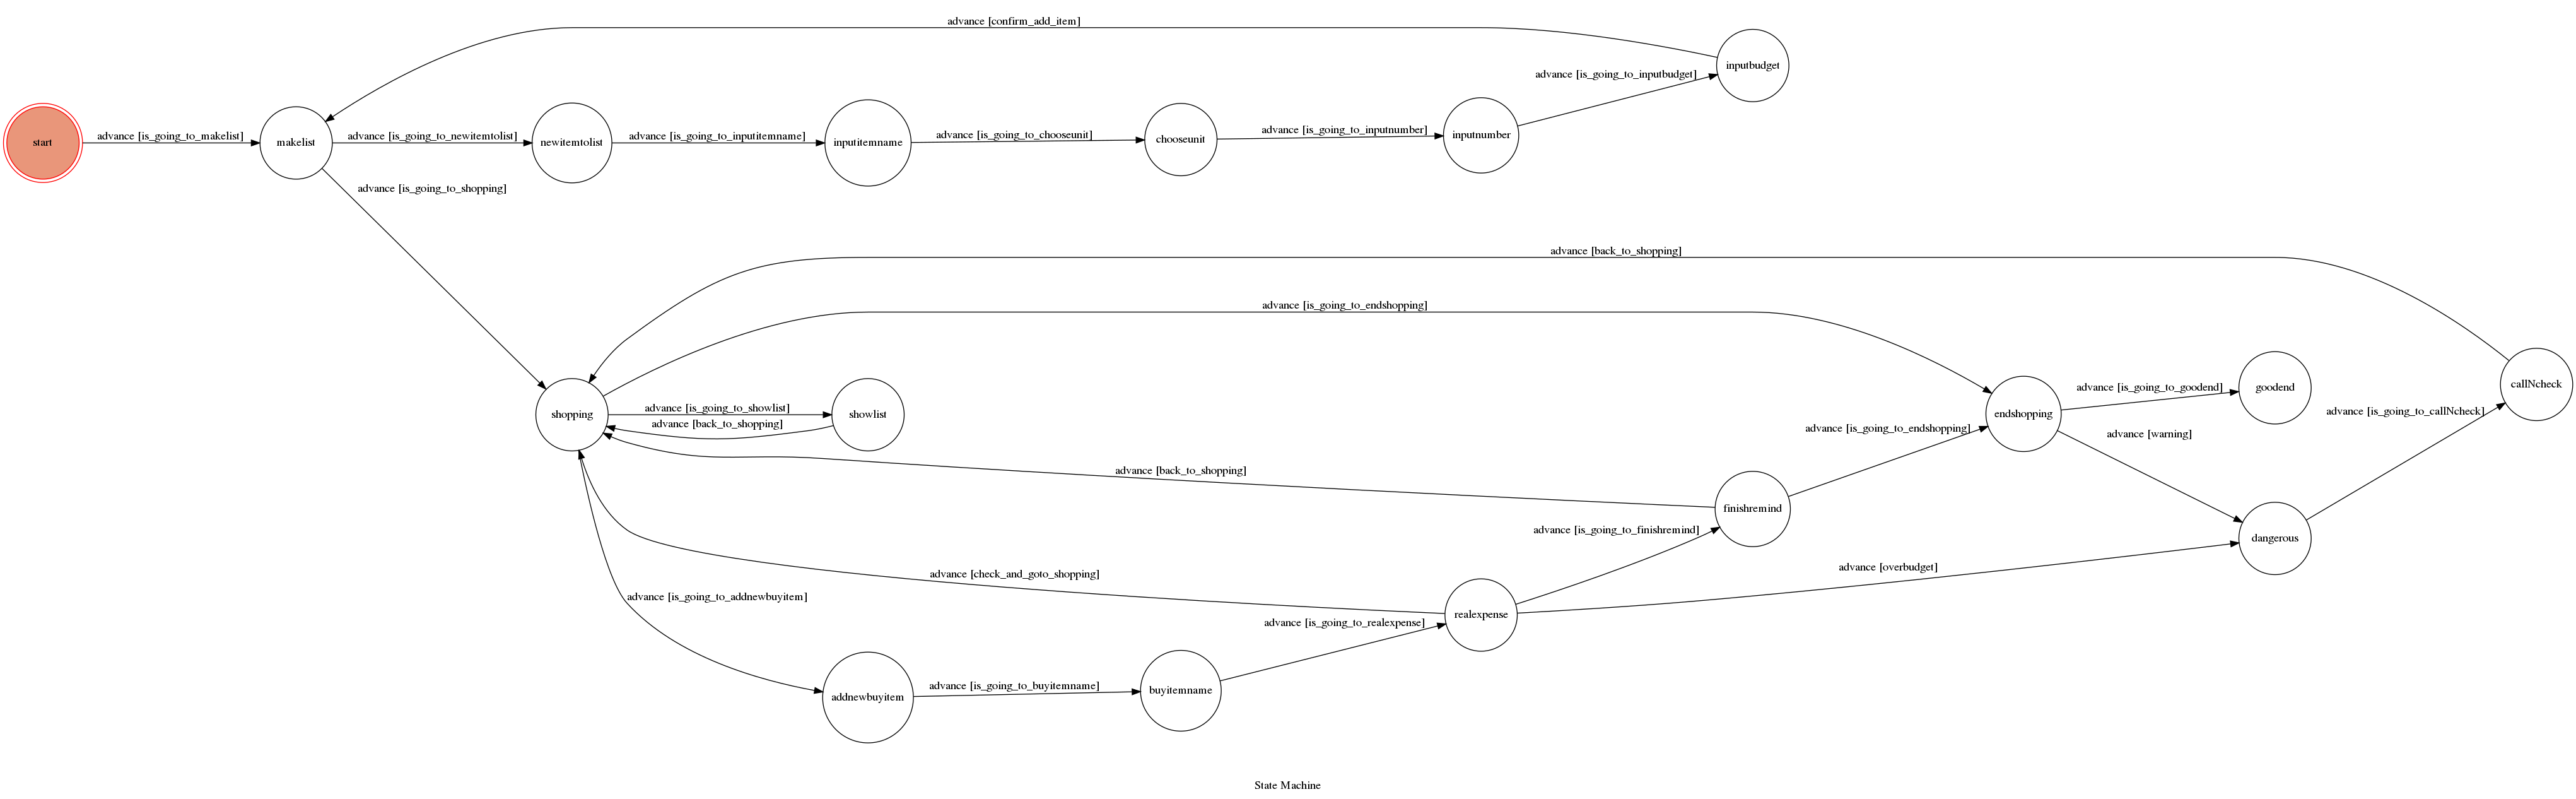 advance [confirm_add_item]
inputbudget
advance [is_going_to_inputbudget]
start
advance [is_going_to_makelist]
makelist
advance [is_going_to_newitemtolist]
newitemtolist
advance [is_going_to_inputitemname]
inputitemname
advance [is_going_to_chooseunit]
chooseunit
advance [is_going_to_inputnumber]
inputnumber
advance [is_going_to_shopping]
advance [back_to_shopping]
advance [is_going_to_endshopping]
shopping
advance [is_going_to_showlist]
showlist
advance [back_to_shopping]
endshopping
advance [is_going_to_goodend]
goodend
callNcheck
advance [is_going_to_callNcheck]
advance [is_going_to_endshopping]
advance [warning]
advance [back_to_shopping]
finishremind
advance [is_going_to_finishremind]
dangerous
advance [overbudget]
advance [check_and_goto_shopping]
advance [is_going_to_addnewbuyitem]
realexpense
advance [is_going_to_realexpense]
addnewbuyitem
advance [is_going_to_buyitemname]
buyitemname
State Machine